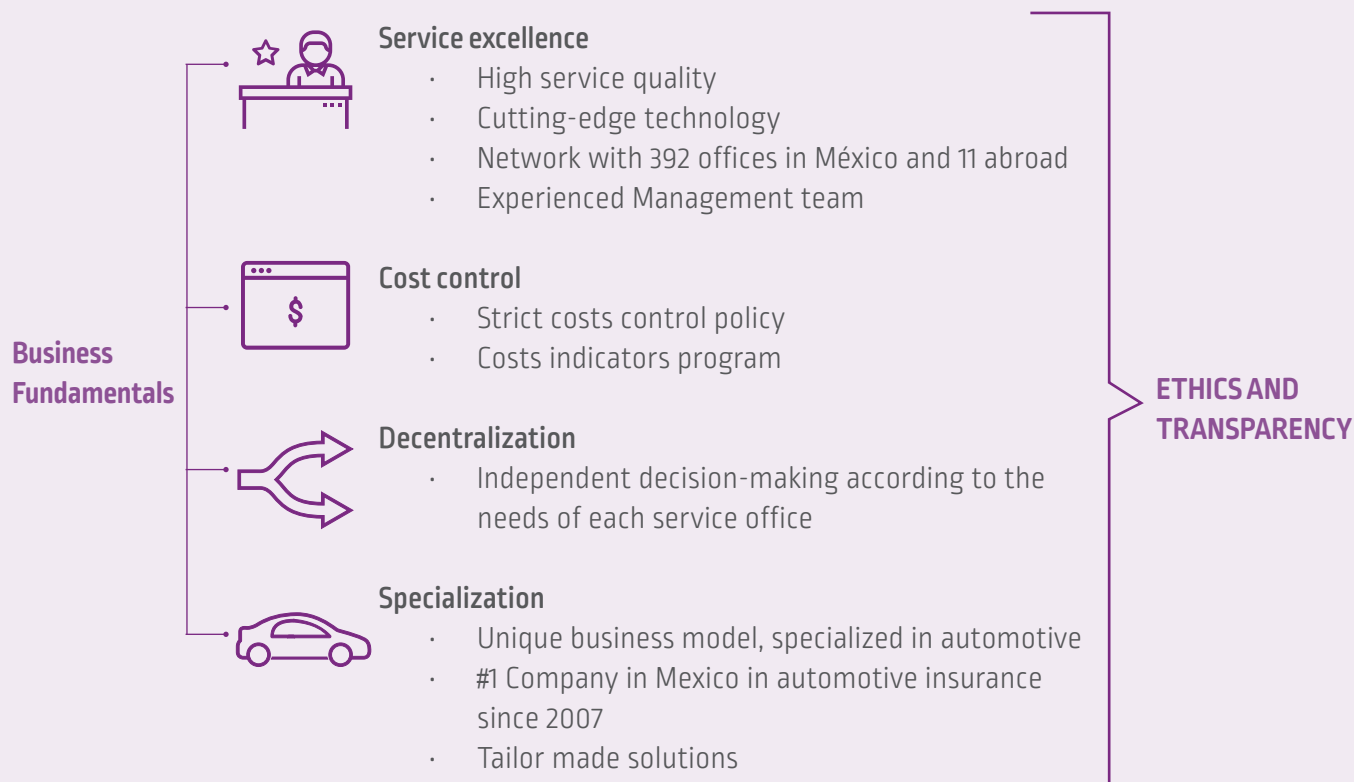 Service excellence
· High service quality
· Cutting-edge technology
· Network with 392 offices in México and 11 abroad
· Experienced Management team
Cost control
$
· Strict costs control policy
· Costs indicators program
Business
Fundamentals
ETHICS AND
TRANSPARENCY
Decentralization
· Independent decision-making according to the
needs of each service office
Specialization
· Unique business model, specialized in automotive
· #1 Company in Mexico in automotive insurance
since 2007
· Tailor made solutions